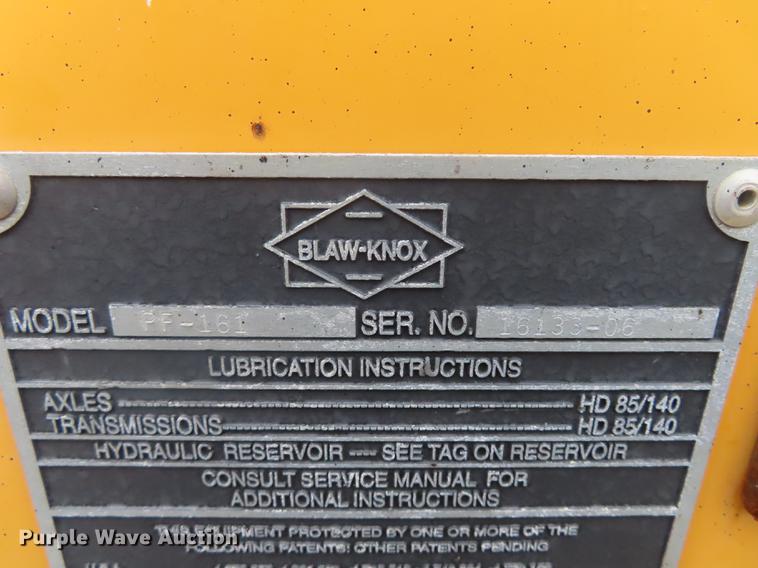 BLAW-KNOX
MODEL PF-161 SER. NO. 16133-06
LUBRICATION INSTRUCTIONS
AXLES HD 85/140
TRANSMISSIONS HD 85/140
HYDRAULIC RESERVOIR ---- SEE TAG ON RESERVOIR
CONSULT SERVICE MANUAL FOR
ADDITIONAL INSTRUCTIONS
THIS EQUIPMENT PROTECTED BY ONE OR MORE OF THE
FOLLOWING PATENTS: OTHER PATENTS PENDING
Purple Wave Auction